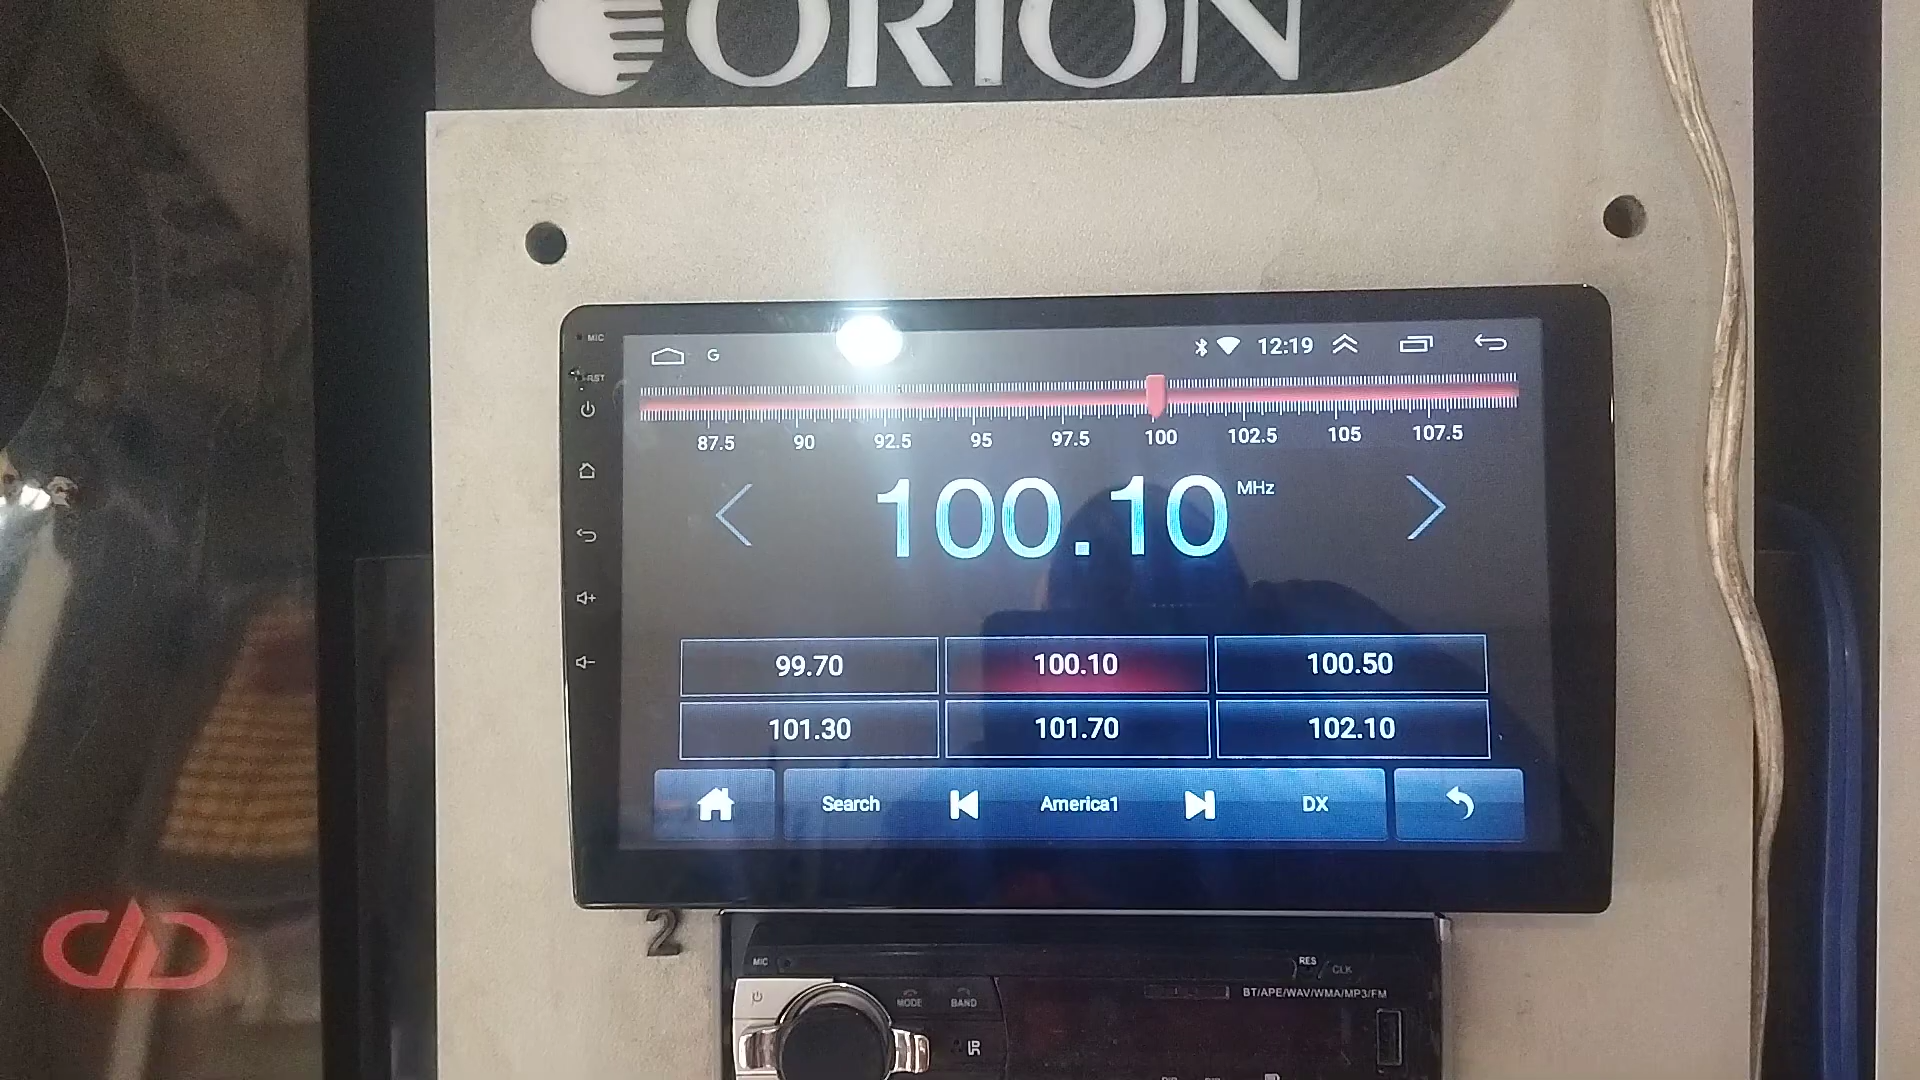 ORION
MIC
RST
G
12:19
87.5 90 92.5 95 97.5 100 102.5 105 107.5
100.10 MHz
99.70 100.10 100.50
101.30 101.70 102.10
Search America1 DX
2
MIC
RES
CLK
MODE BAND
BT/APE/WAV/WMA/MP3/FM